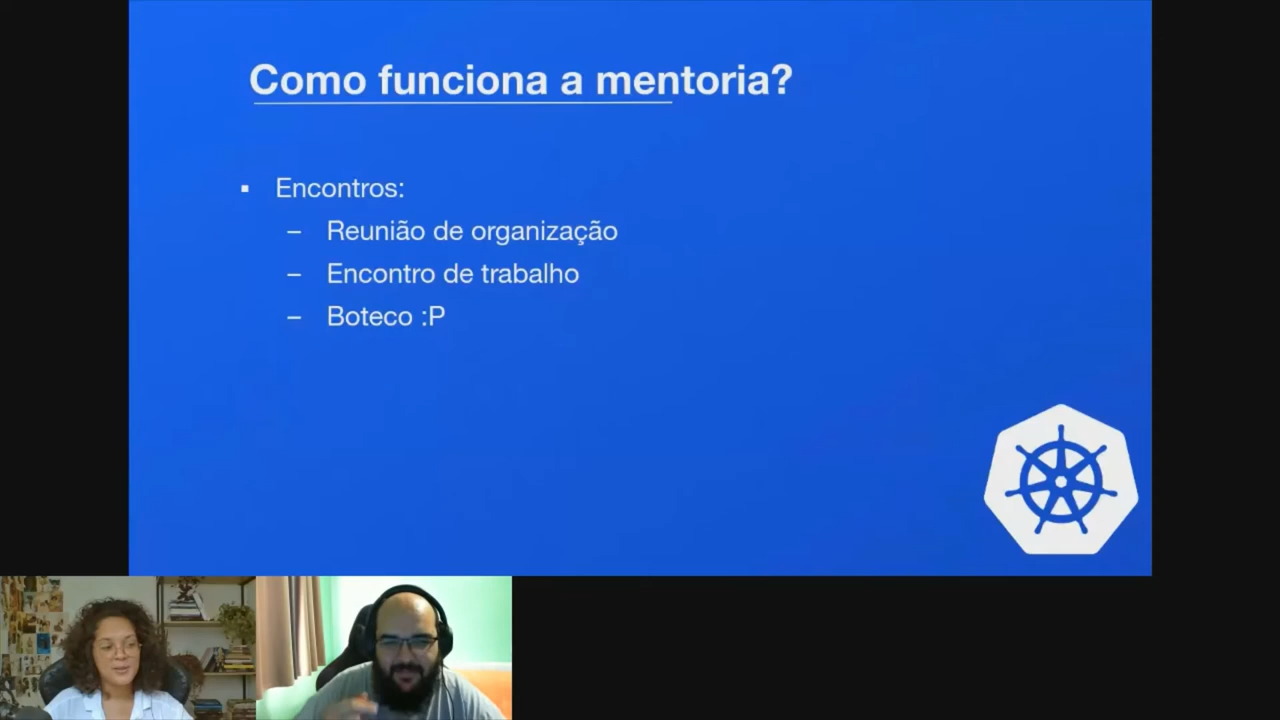 Como funciona a mentoria?
▪ Encontros:
– Reunião de organização
– Encontro de trabalho
– Boteco :P